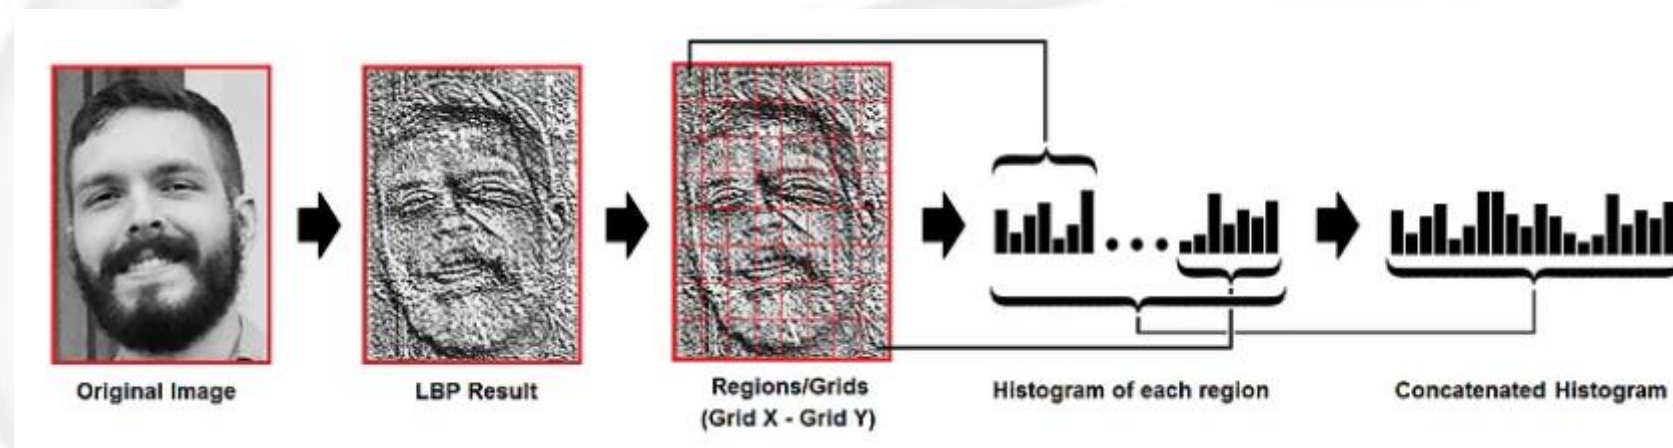 Original Image
LBP Result
Regions/Grids
(Grid X - Grid Y)
Histogram of each region
Concatenated Histogram